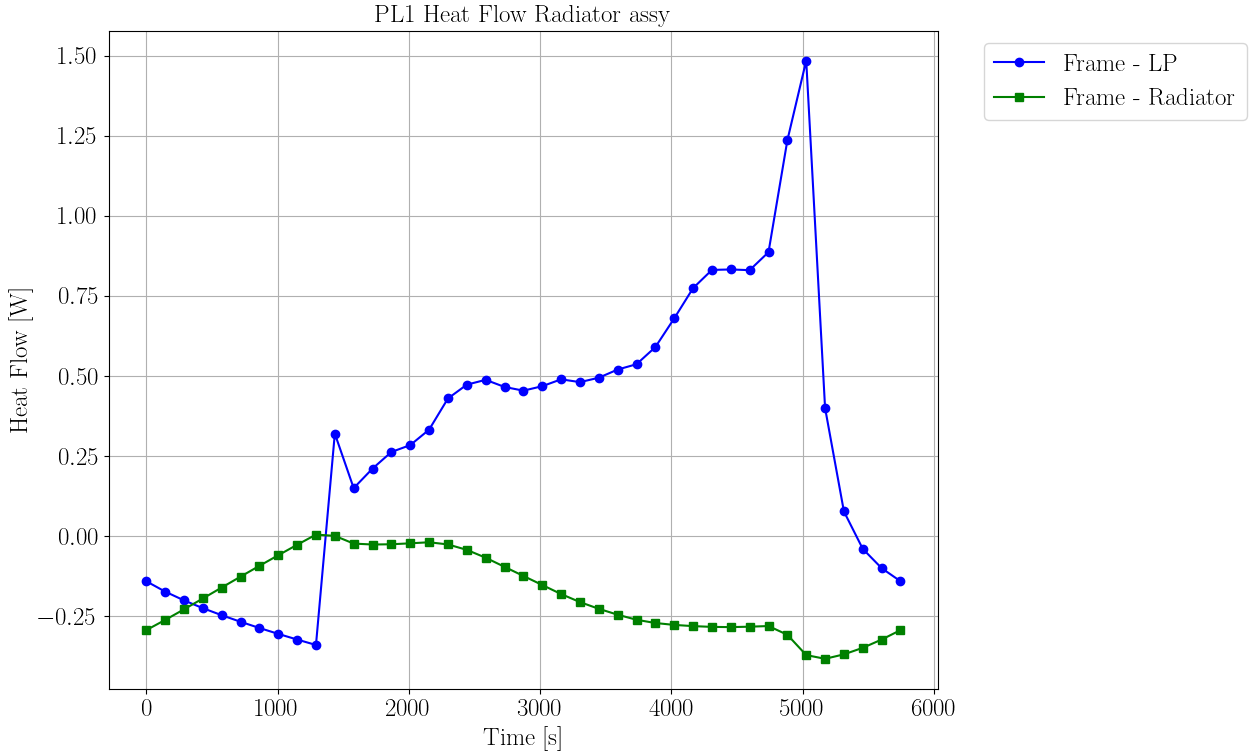 PL1 Heat Flow Radiator assy
1.50
1.25
1.00
0.75
0.50
0.25
0.00
−0.25
Heat Flow [W]
0 1000 2000 3000 4000 5000 6000
Time [s]
Frame - LP
Frame - Radiator